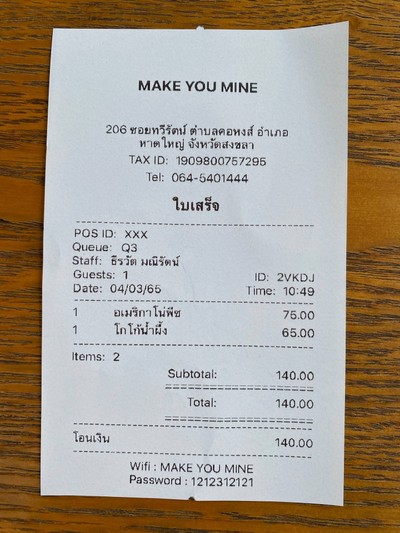 MAKE YOU MINE
206 ซอยทวีรัตน์ ตำบลคอหงส์ อำเภอ
หาดใหญ่ จังหวัดสงขลา
TAX ID: 1909800757295
Tel: 064-5401444
ใบเสร็จ
POS ID: XXX
Queue: Q3
Staff: ธีรวัต มณีรัตน์
Guests: 1 ID: 2VKDJ
Date: 04/03/65 Time: 10:49
1 อเมริกาโน่พีช 75.00
1 โกโก้น้ำผึ้ง 65.00
Items: 2
Subtotal: 140.00
Total: 140.00
โอนเงิน 140.00
Wifi : MAKE YOU MINE
Password : 1212312121